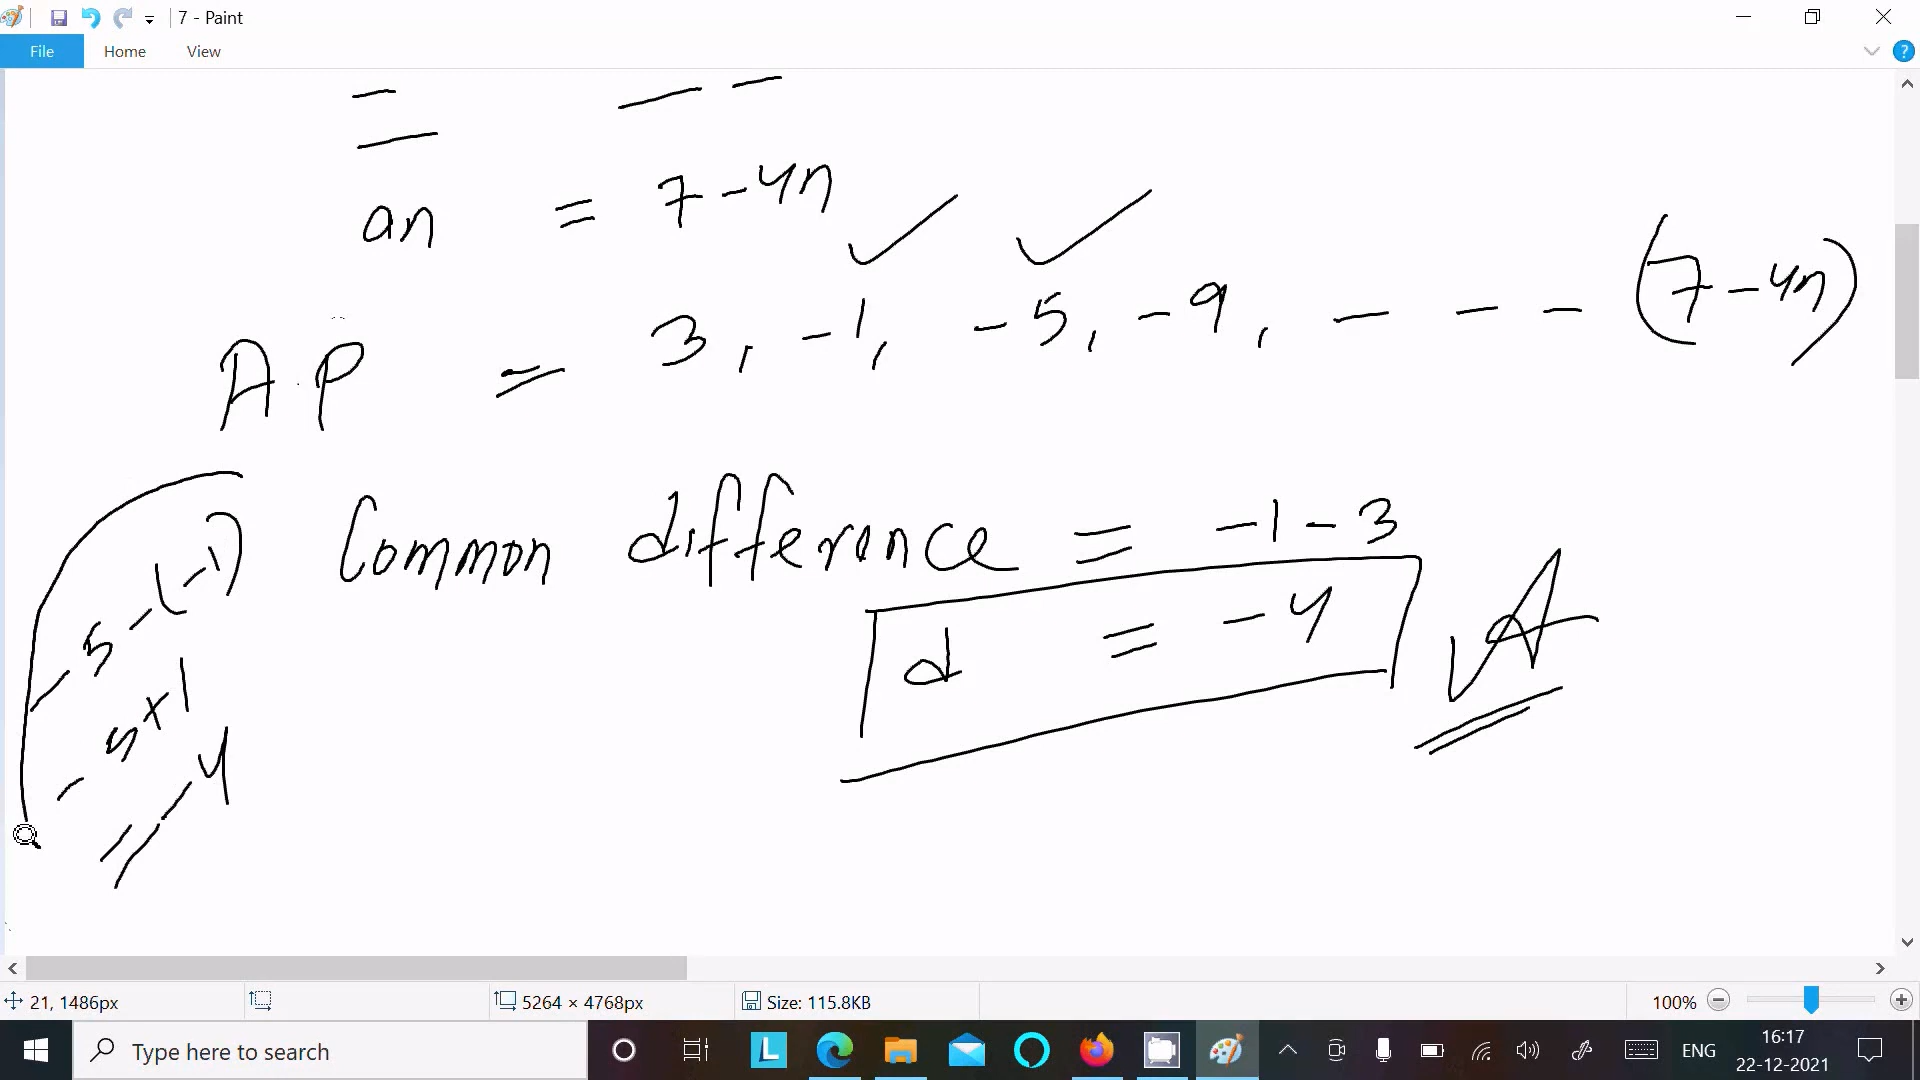 7 - Paint
File Home View
an = 7-4n
A.P = 3, -1, -5, -9, - - - (7-4n)
Common difference = -1-3
d = -4
A
-5-(-1)
-5+1
= -4
21, 1486px 5264 × 4768px Size: 115.8KB 100%
Type here to search
ENG
16:17
22-12-2021